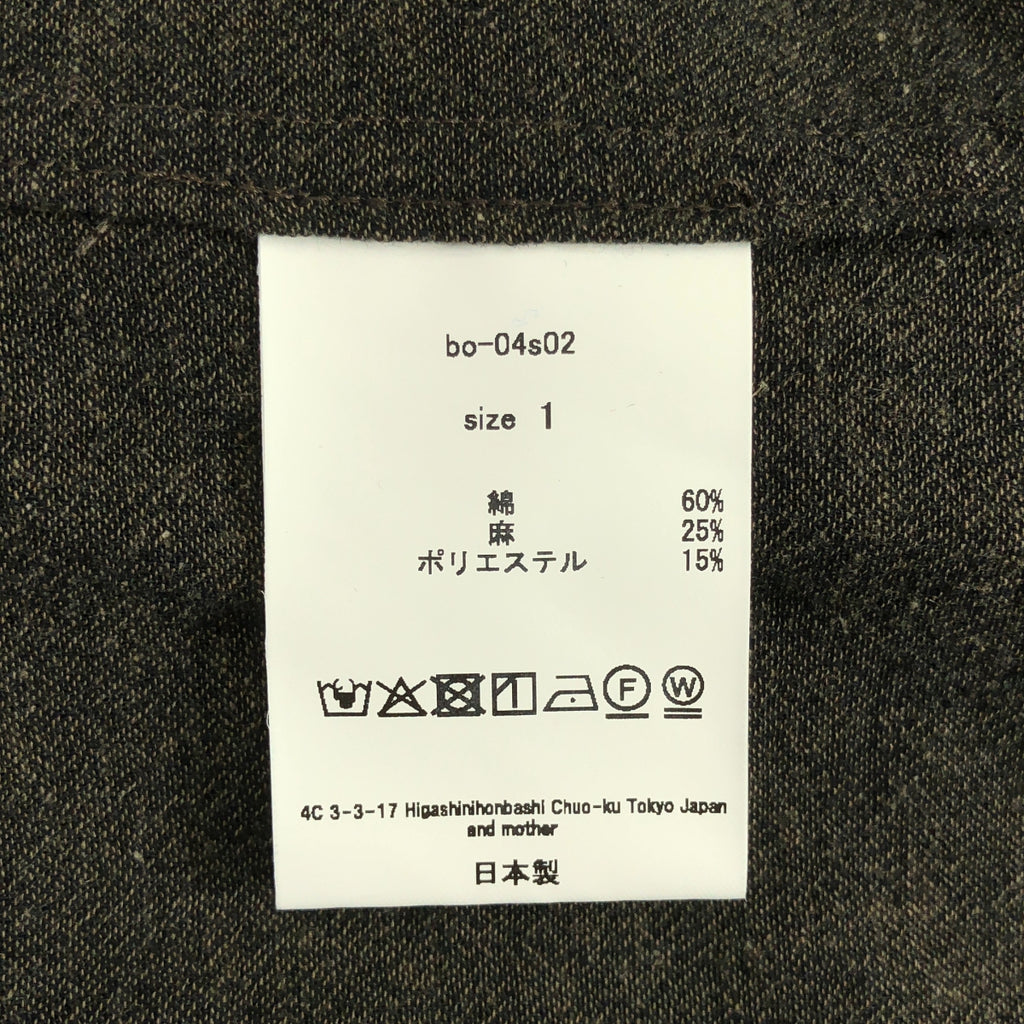 bo-04s02
size 1
綿 60%
麻 25%
ポリエステル 15%
F W
4C 3-3-17 Higashinihonbashi Chuo-ku Tokyo Japan
and mother
日本製